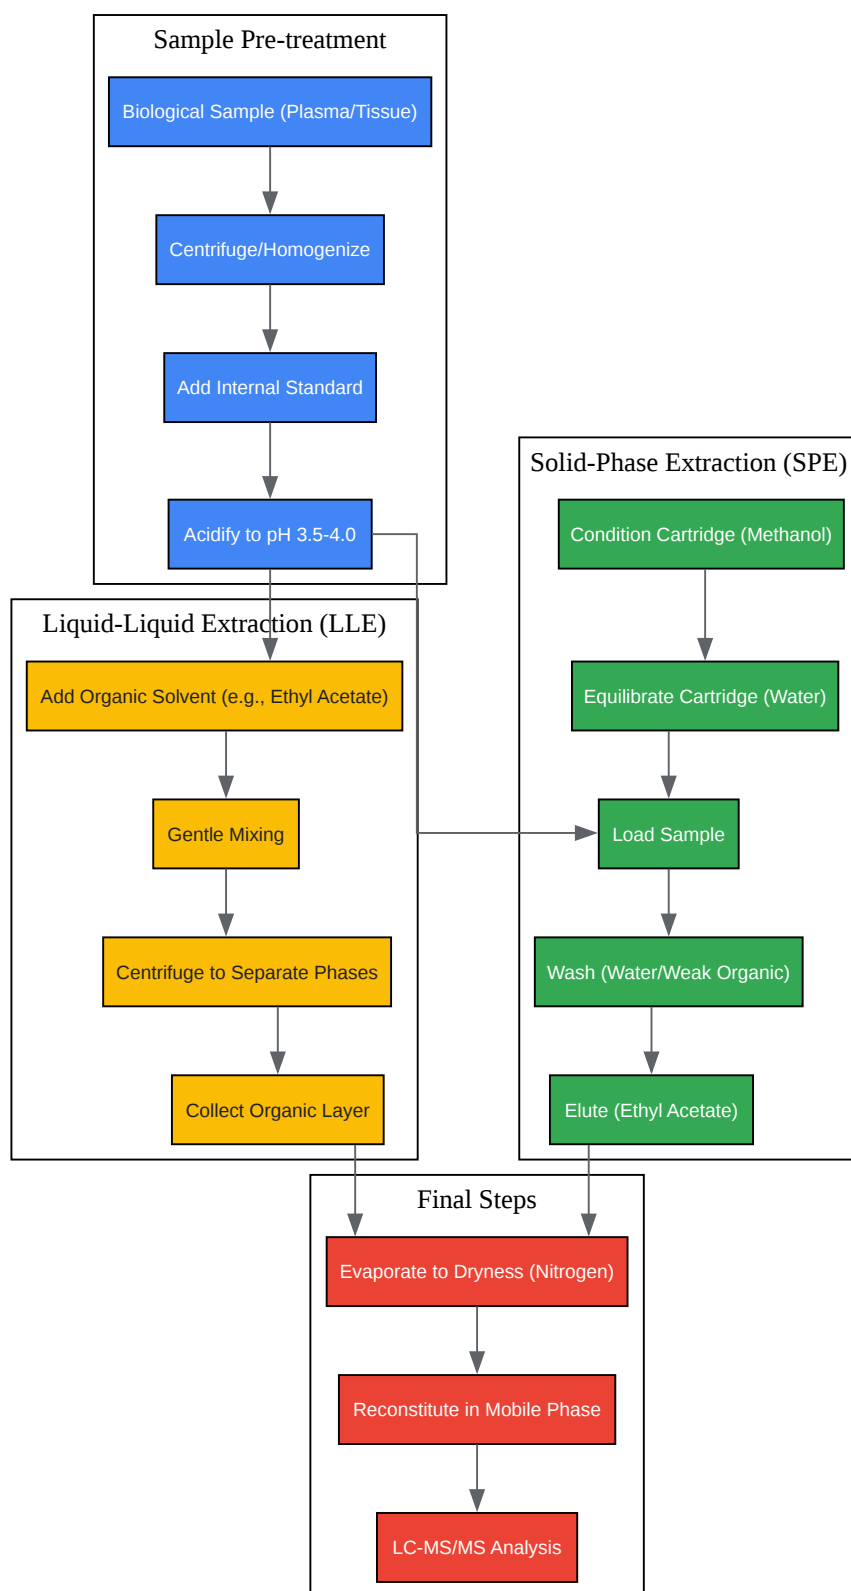 Sample Pre-treatment
Biological Sample (Plasma/Tissue)
Centrifuge/Homogenize
Add Internal Standard
Acidify to pH 3.5-4.0
Liquid-Liquid Extraction (LLE)
Add Organic Solvent (e.g., Ethyl Acetate)
Gentle Mixing
Centrifuge to Separate Phases
Collect Organic Layer
Solid-Phase Extraction (SPE)
Condition Cartridge (Methanol)
Equilibrate Cartridge (Water)
Load Sample
Wash (Water/Weak Organic)
Elute (Ethyl Acetate)
Final Steps
Evaporate to Dryness (Nitrogen)
Reconstitute in Mobile Phase
LC-MS/MS Analysis